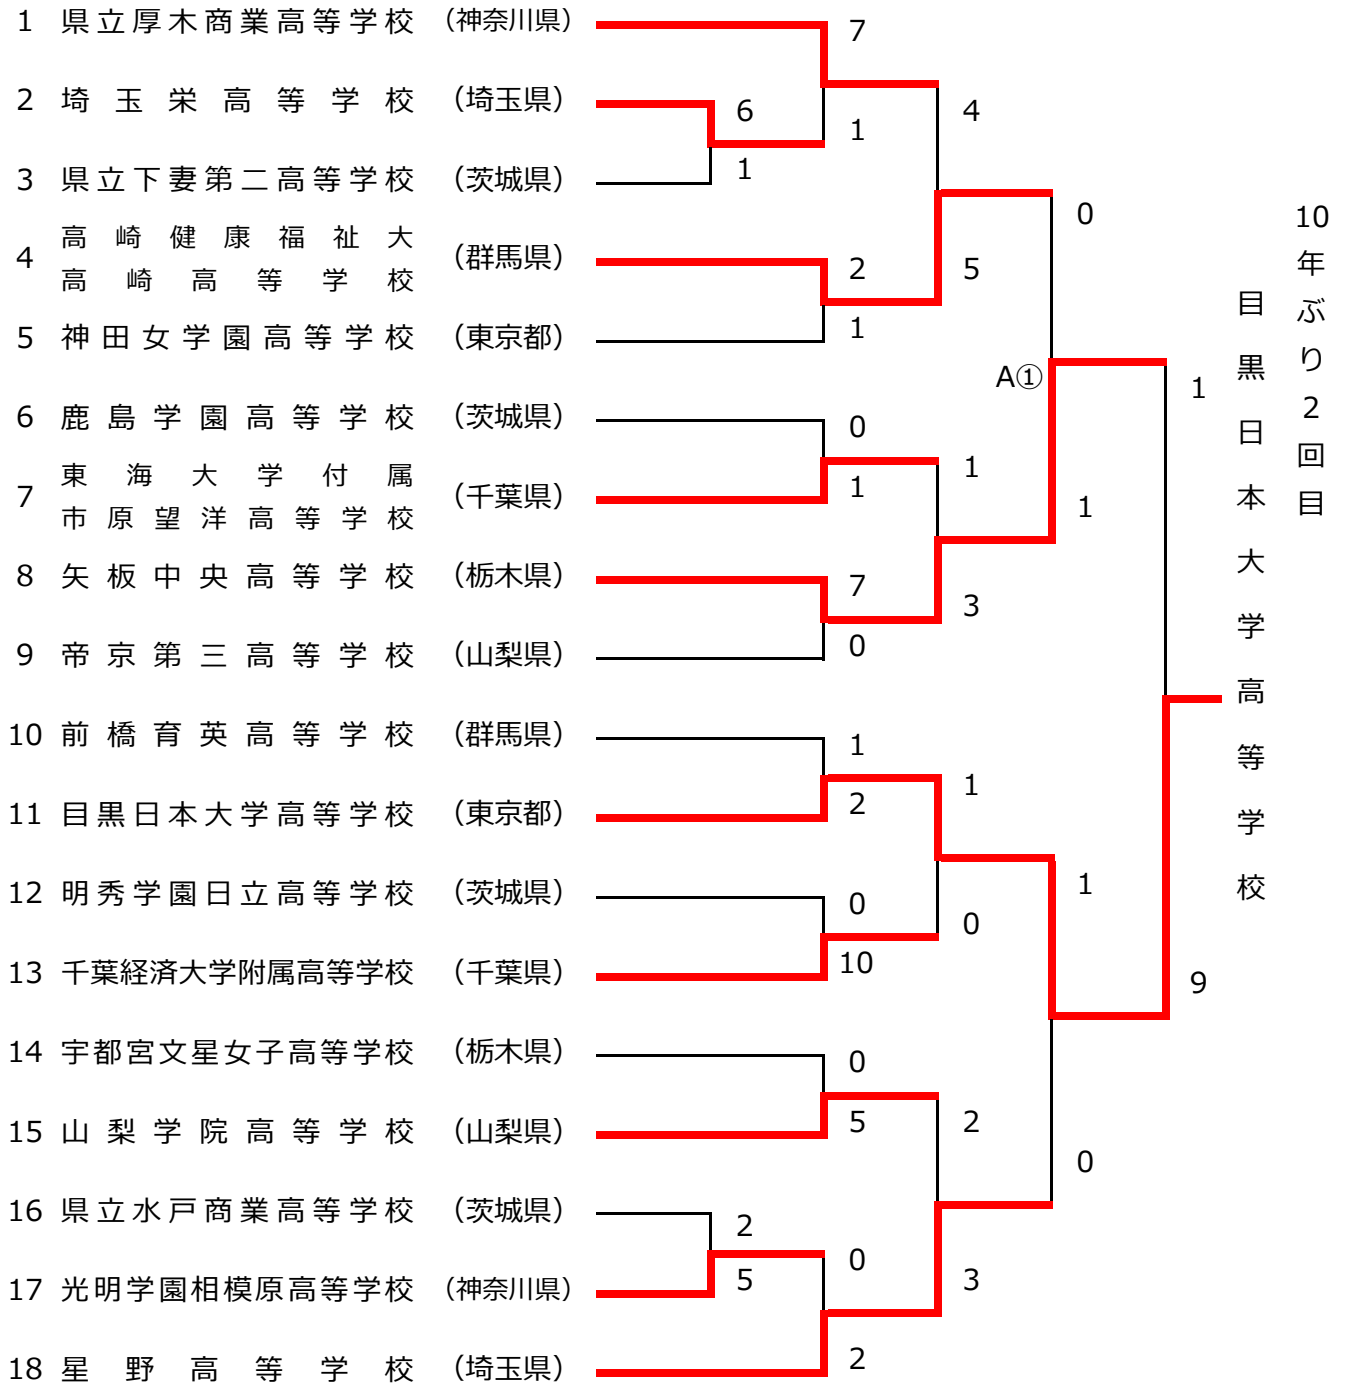 1 県立厚木商業高等学校 （神奈川県）
7
2 埼玉栄高等学校 （埼玉県）
6
1
4
3 県立下妻第二高等学校 （茨城県）
1
0
4 高崎健康福祉大
高崎高等学校
（群馬県）
2
5
5 神田女学園高等学校 （東京都）
1
A①
6 鹿島学園高等学校 （茨城県）
0
7 東海大学付属
市原望洋高等学校
（千葉県）
1
1
1
8 矢板中央高等学校 （栃木県）
7
3
9 帝京第三高等学校 （山梨県）
0
1
10 前橋育英高等学校 （群馬県）
1
11 目黒日本大学高等学校 （東京都）
2
1
12 明秀学園日立高等学校 （茨城県）
0
0
1
13 千葉経済大学附属高等学校 （千葉県）
10
9
14 宇都宮文星女子高等学校 （栃木県）
0
15 山梨学院高等学校 （山梨県）
5
2
0
16 県立水戸商業高等学校 （茨城県）
2
0
17 光明学園相模原高等学校 （神奈川県）
5
3
18 星野高等学校 （埼玉県）
2
10年ぶり2回目
目黒日本大学高等学校